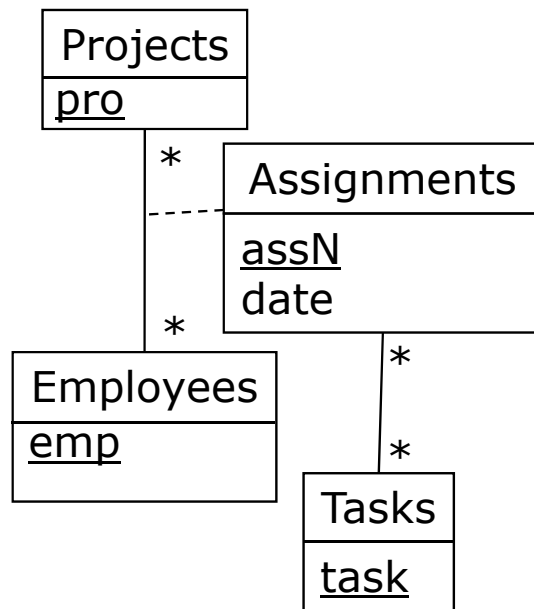 Projects
pro
*
Assignments
assN
date
*
*
Employees
emp
*
Tasks
task